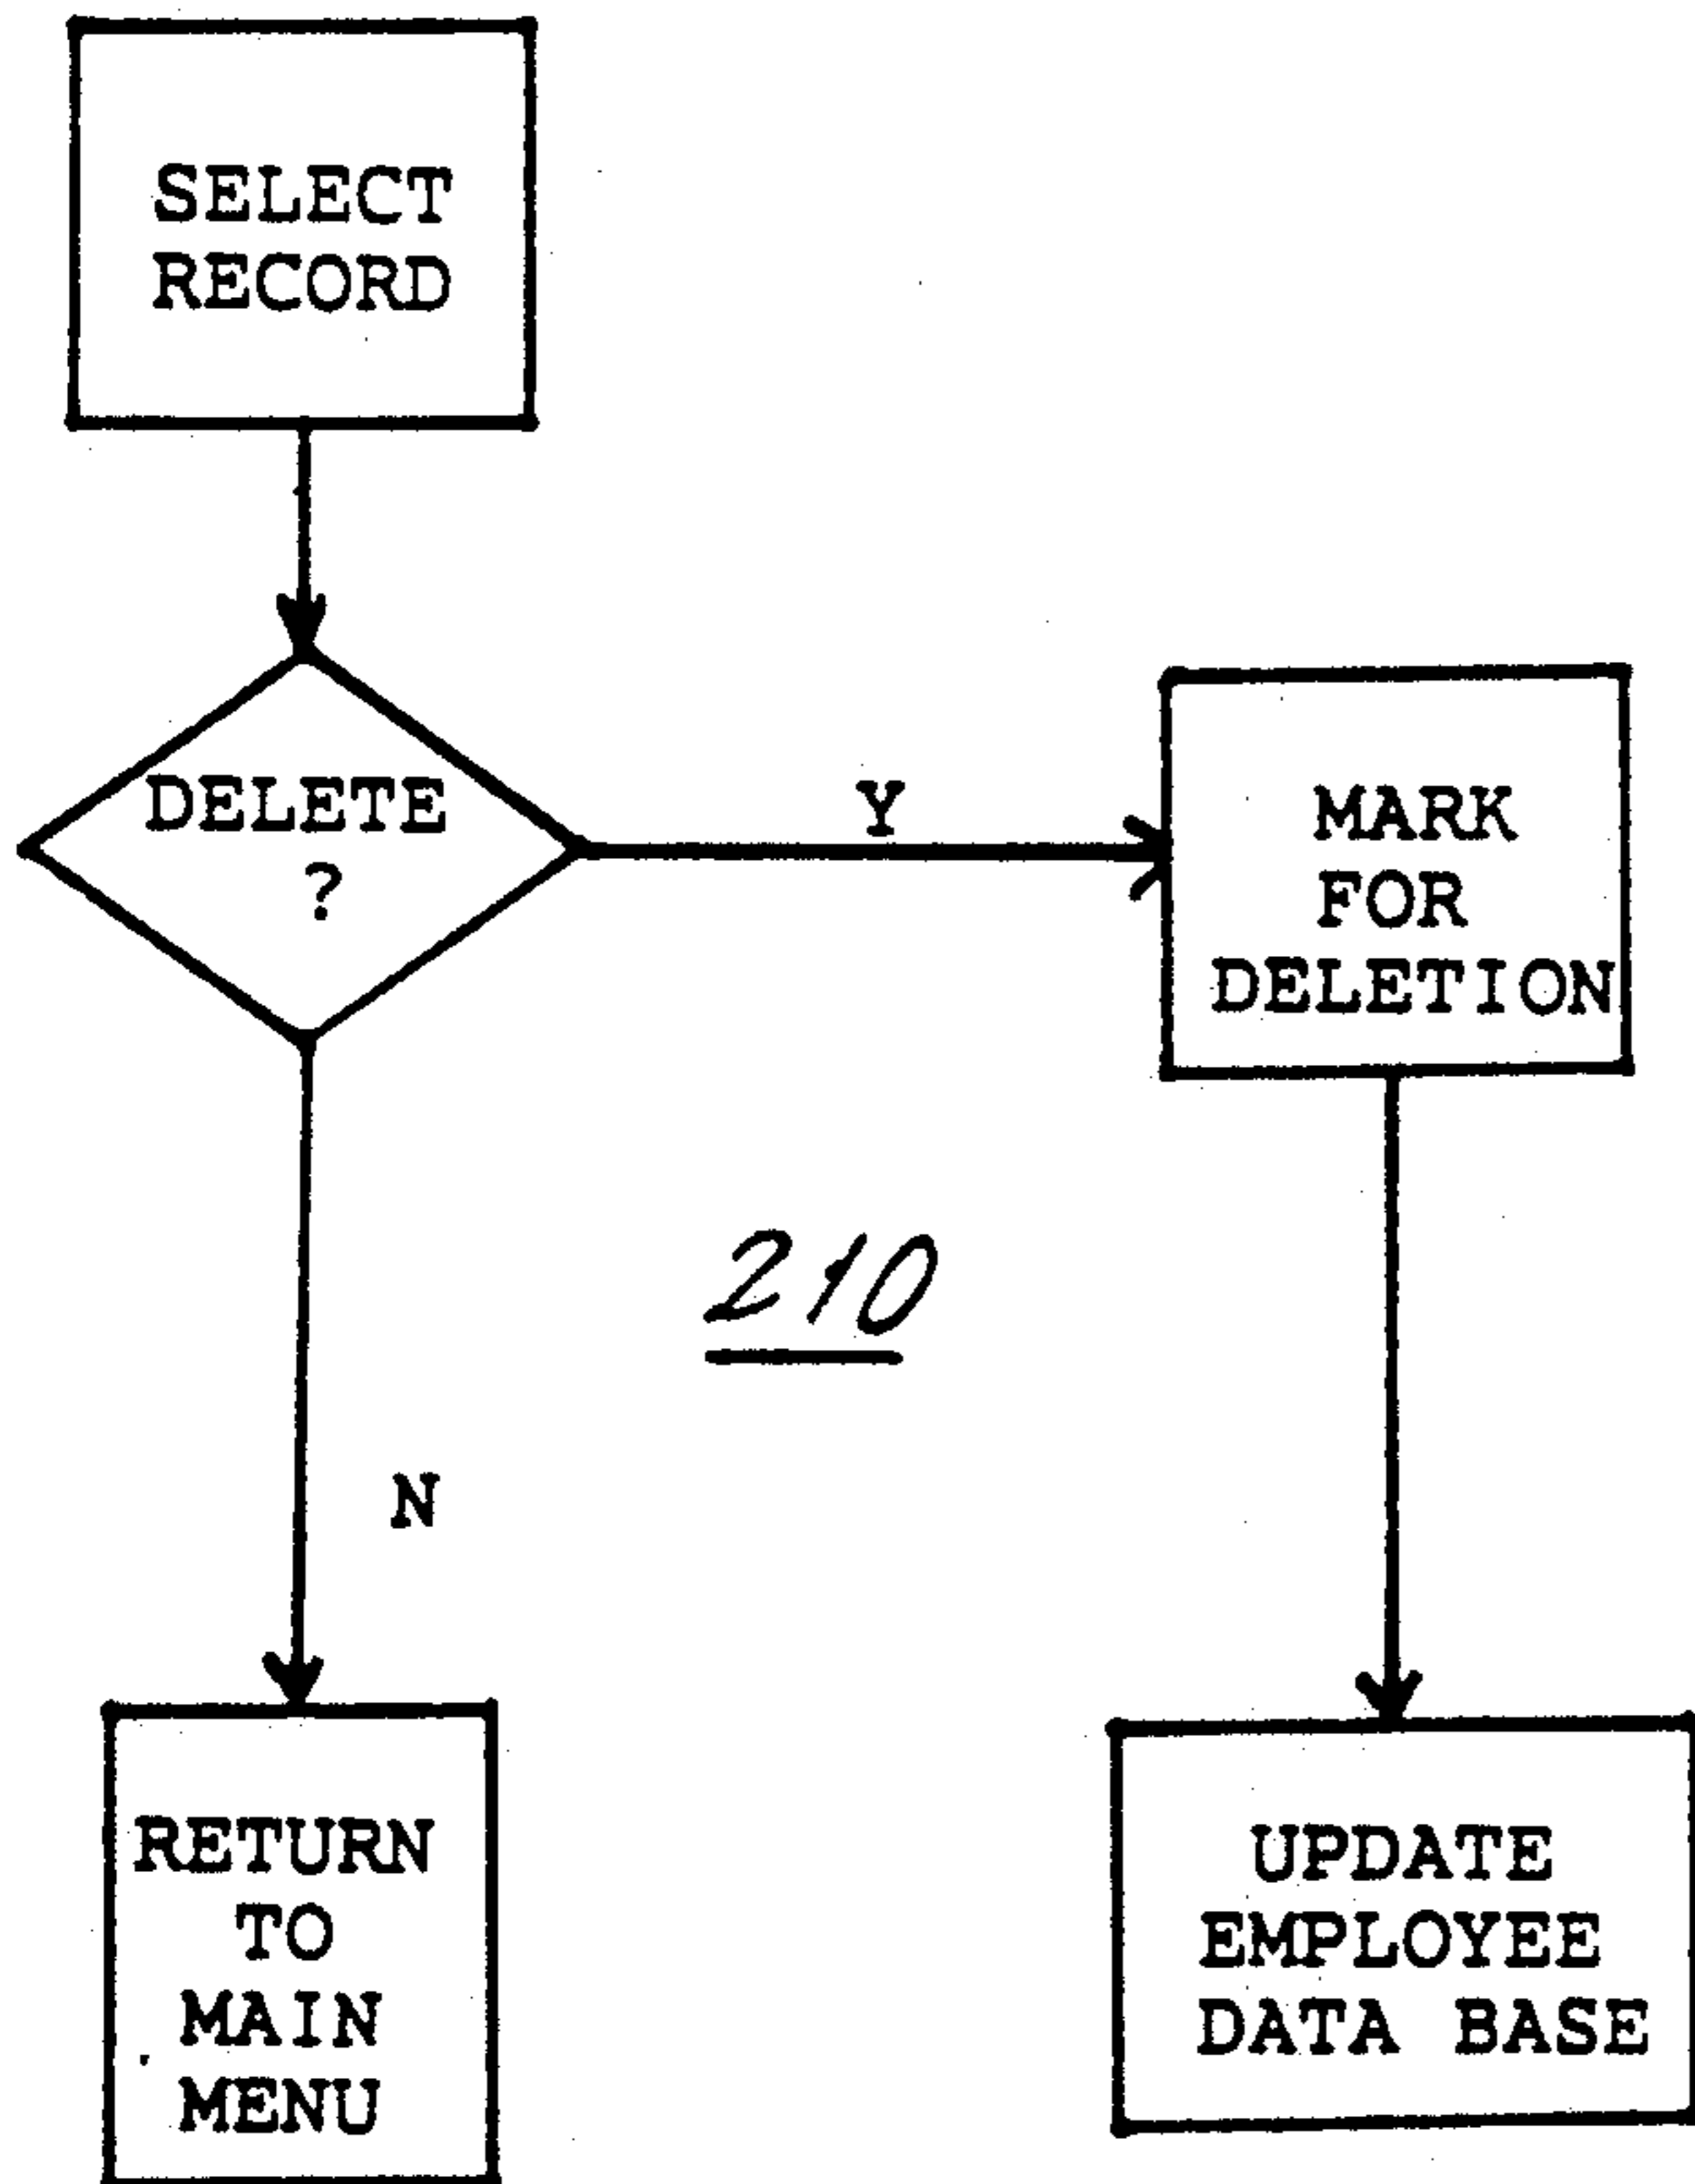 SELECT
RECORD
DELETE
?
Y
MARK
FOR
DELETION
210
N
RETURN
TO
MAIN
MENU
UPDATE
EMPLOYEE
DATA BASE